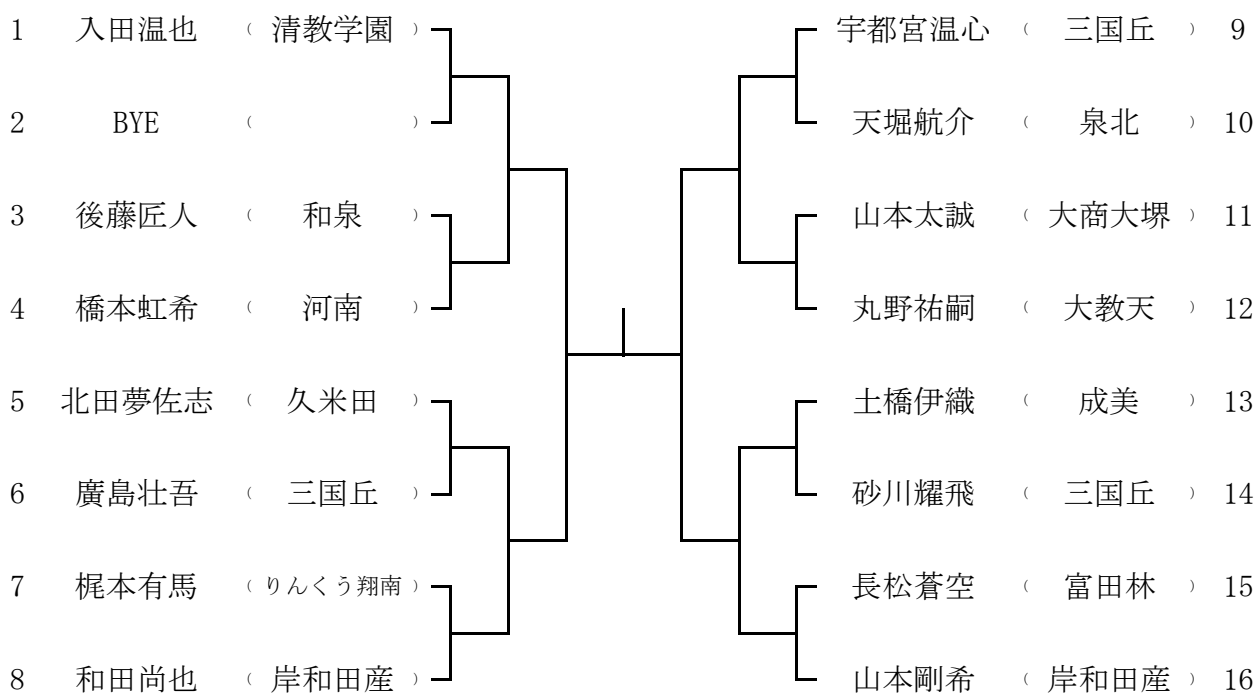 1 入田温也 （ 清教学園 ） 宇都宮温心 （ 三国丘 ） 9
2 BYE （ ） 天堀航介 （ 泉北 ） 10
3 後藤匠人 （ 和泉 ） 山本太誠 （ 大商大堺 ） 11
4 橋本虹希 （ 河南 ） 丸野祐嗣 （ 大教天 ） 12
5 北田夢佐志 （ 久米田 ） 土橋伊織 （ 成美 ） 13
6 廣島壮吾 （ 三国丘 ） 砂川耀飛 （ 三国丘 ） 14
7 梶本有馬 （ りんくう翔南 ） 長松蒼空 （ 富田林 ） 15
8 和田尚也 （ 岸和田産 ） 山本剛希 （ 岸和田産 ） 16